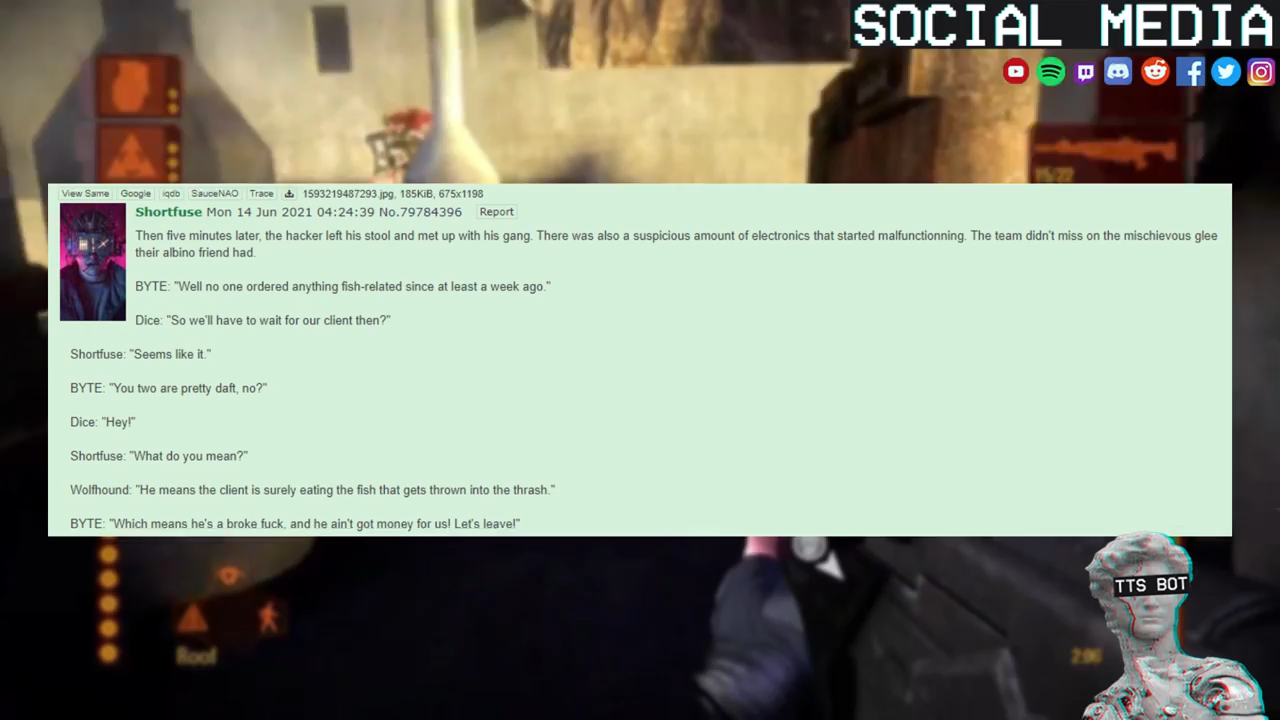 SOCIAL MEDIA
15/22
View Same Google iqdb SauceNAO Trace 1593219487293.jpg, 185KiB, 675x1198
Shortfuse Mon 14 Jun 2021 04:24:39 No.79784396 Report
Then five minutes later, the hacker left his stool and met up with his gang. There was also a suspicious amount of electronics that started malfunctionning. The team didn't miss on the mischievous glee
their albino friend had.
BYTE: "Well no one ordered anything fish-related since at least a week ago."
Dice: "So we'll have to wait for our client then?"
Shortfuse: "Seems like it."
BYTE: "You two are pretty daft, no?"
Dice: "Hey!"
Shortfuse: "What do you mean?"
Wolfhound: "He means the client is surely eating the fish that gets thrown into the thrash."
BYTE: "Which means he's a broke fuck, and he ain't got money for us! Let's leave!"
TTS BOT
Roof
2:06